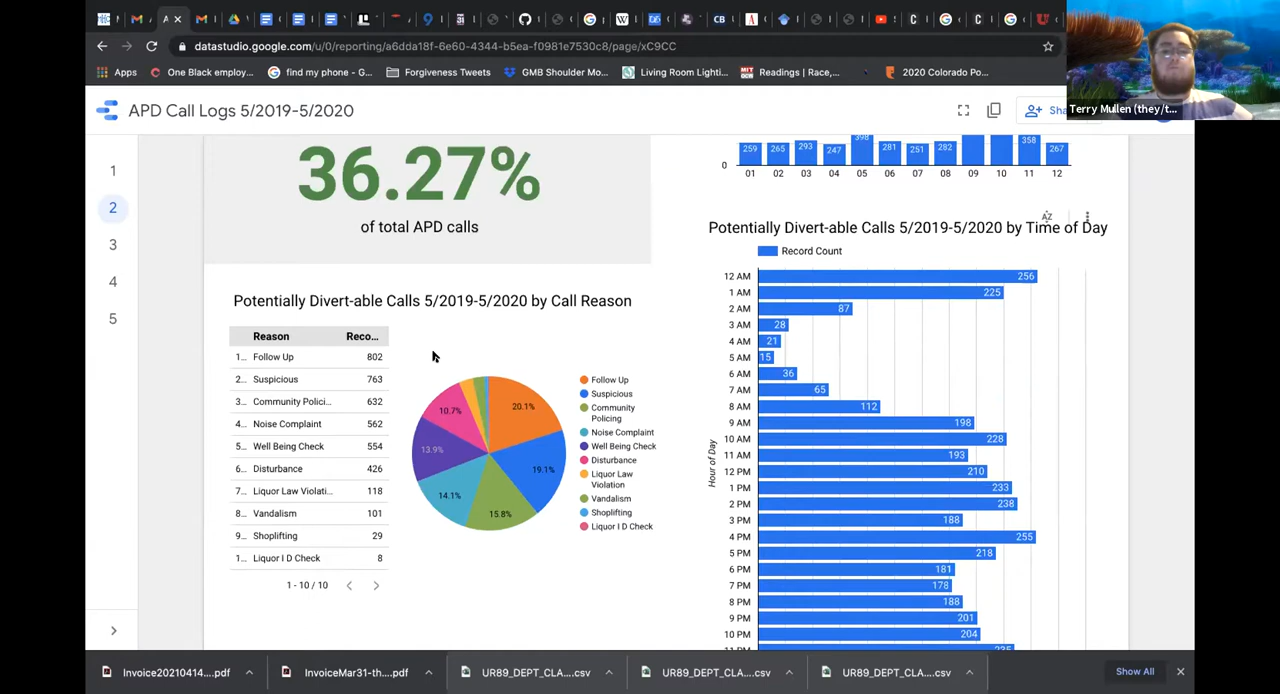 datastudio.google.com/u/0/reporting/a6dda18f-6e60-4344-b5ea-f0981e7530c8/page/xC9CC
Apps One Black employ... find my phone - G... Forgiveness Tweets GMB Shoulder Mo... Living Room Lighti... Readings | Race,... 2020 Colorado Po...
Terry Mullen (they/t...
APD Call Logs 5/2019-5/2020
Sha
1
2
3
4
5
36.27%
of total APD calls
259 265 293 247 398 281 251 282 358 267
0
01 02 03 04 05 06 07 08 09 10 11 12
Potentially Divert-able Calls 5/2019-5/2020 by Call Reason
Reason Reco...
1... Follow Up 802
2... Suspicious 763
3... Community Polici... 632
4... Noise Complaint 562
5... Well Being Check 554
6... Disturbance 426
7... Liquor Law Violati... 118
8... Vandalism 101
9... Shoplifting 29
1... Liquor I D Check 8
1 - 10 / 10
20.1%
19.1%
15.8%
14.1%
13.9%
10.7%
Follow Up
Suspicious
Community
Policing
Noise Complaint
Well Being Check
Disturbance
Liquor Law
Violation
Vandalism
Shoplifting
Liquor I D Check
Potentially Divert-able Calls 5/2019-5/2020 by Time of Day
Record Count
Hour of Day
12 AM 256
1 AM 225
2 AM 87
3 AM 28
4 AM 21
5 AM 15
6 AM 36
7 AM 65
8 AM 112
9 AM 198
10 AM 228
11 AM 193
12 PM 210
1 PM 233
2 PM 238
3 PM 188
4 PM 255
5 PM 218
6 PM 181
7 PM 178
8 PM 188
9 PM 201
10 PM 204
Invoice20210414....pdf InvoiceMar31-th....pdf UR89_DEPT_CLA....csv UR89_DEPT_CLA....csv UR89_DEPT_CLA....csv Show All